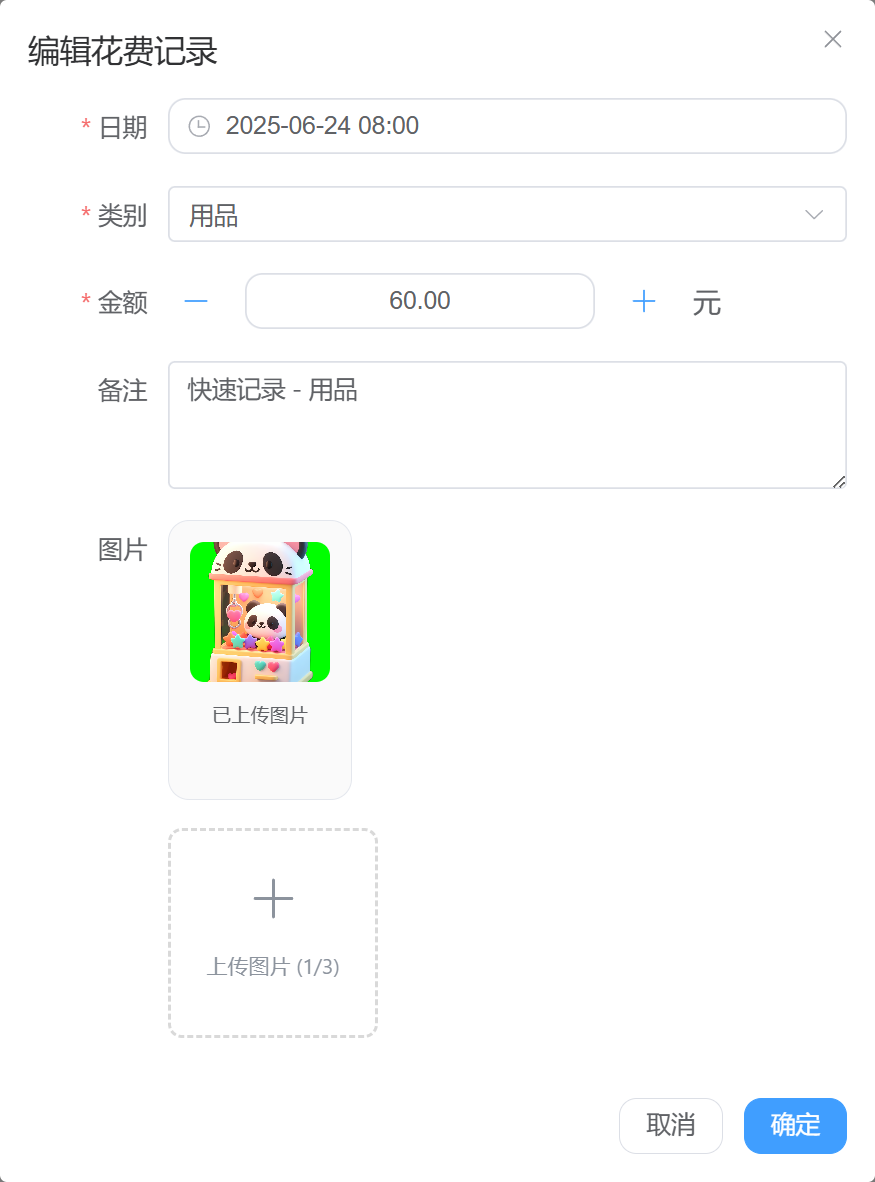 编辑花费记录
* 日期 2025-06-24 08:00
* 类别 用品
* 金额 60.00 元
备注 快速记录 - 用品
图片
已上传图片
上传图片 (1/3)
取消 确定